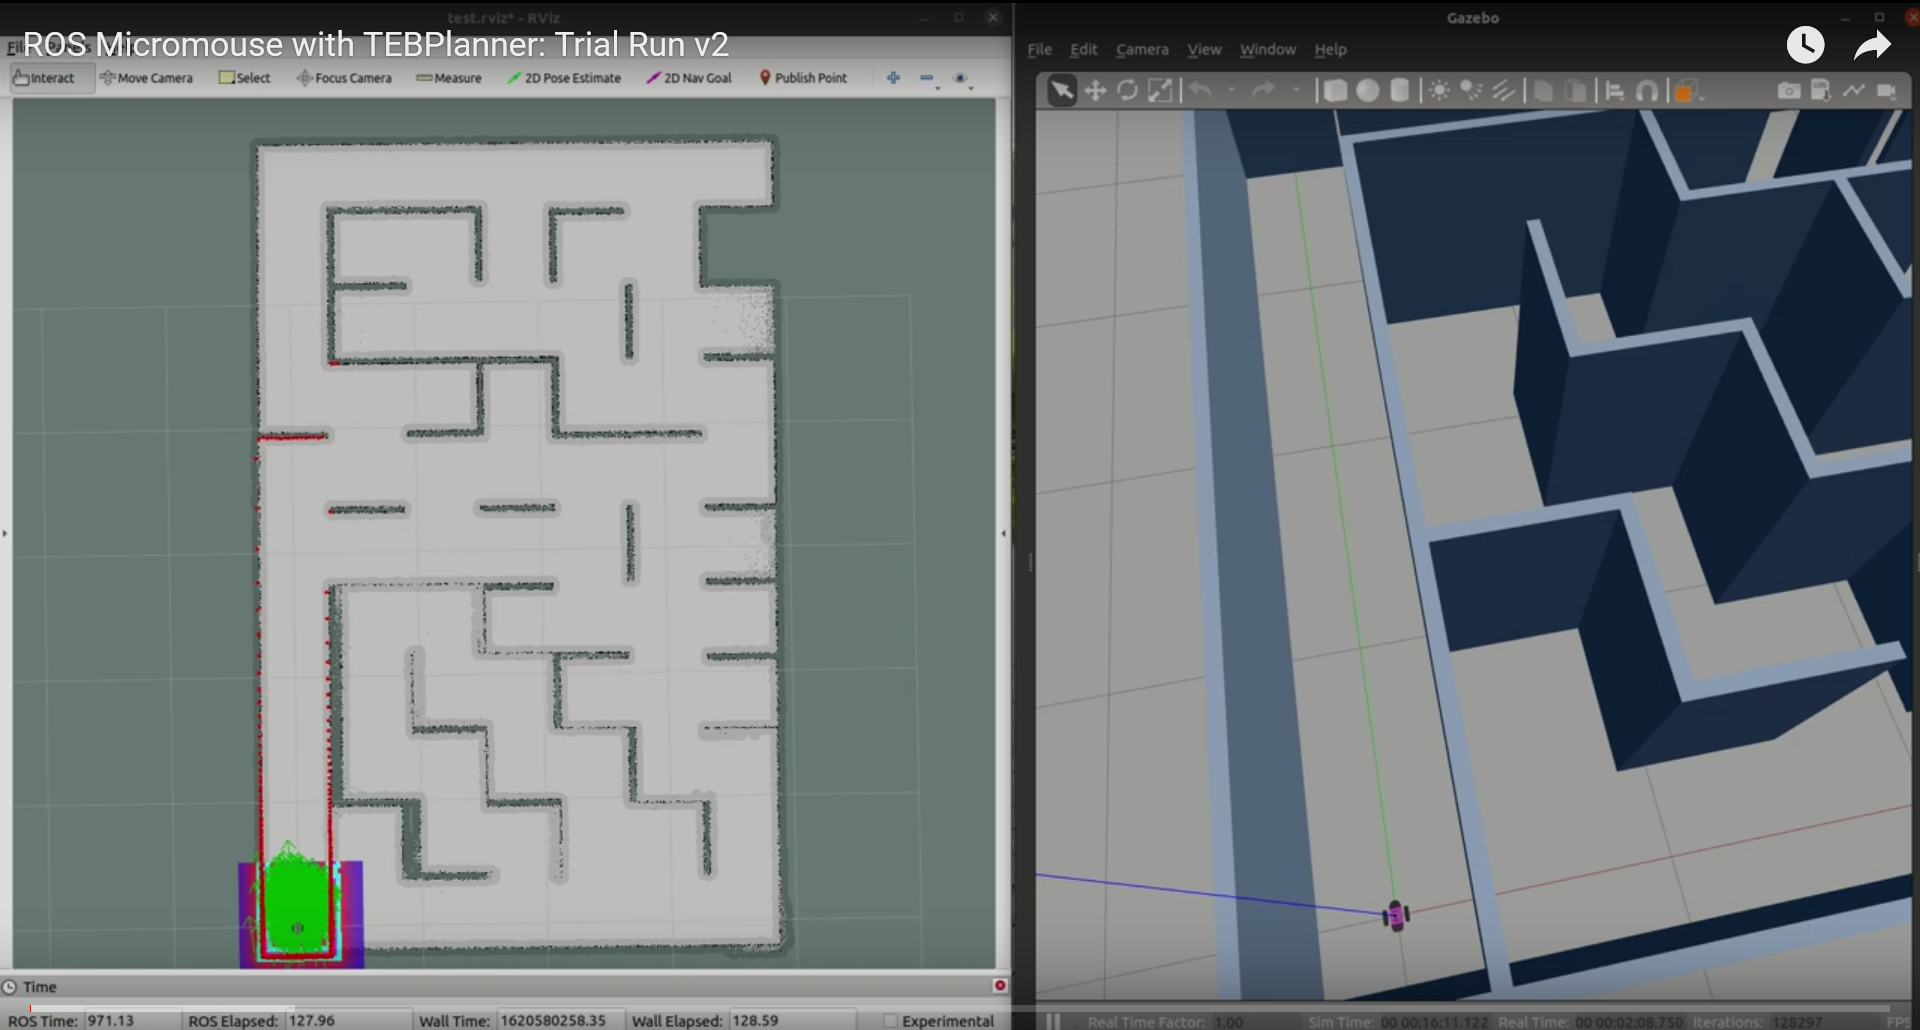 test.rviz* - RViz
Gazebo
ROS Micromouse with TEBPlanner: Trial Run v2
File Edit Camera View Window Help
Interact Move Camera Select Focus Camera Measure 2D Pose Estimate 2D Nav Goal Publish Point
Time
ROS Time: 971.13 ROS Elapsed: 127.96 Wall Time: 1620580258.35 Wall Elapsed: 128.59 Experimental
Real Time Factor: 1.00 Sim Time: 00 00:16:11.122 Real Time: 00 00:02:08.750 Iterations: 128297 FPS